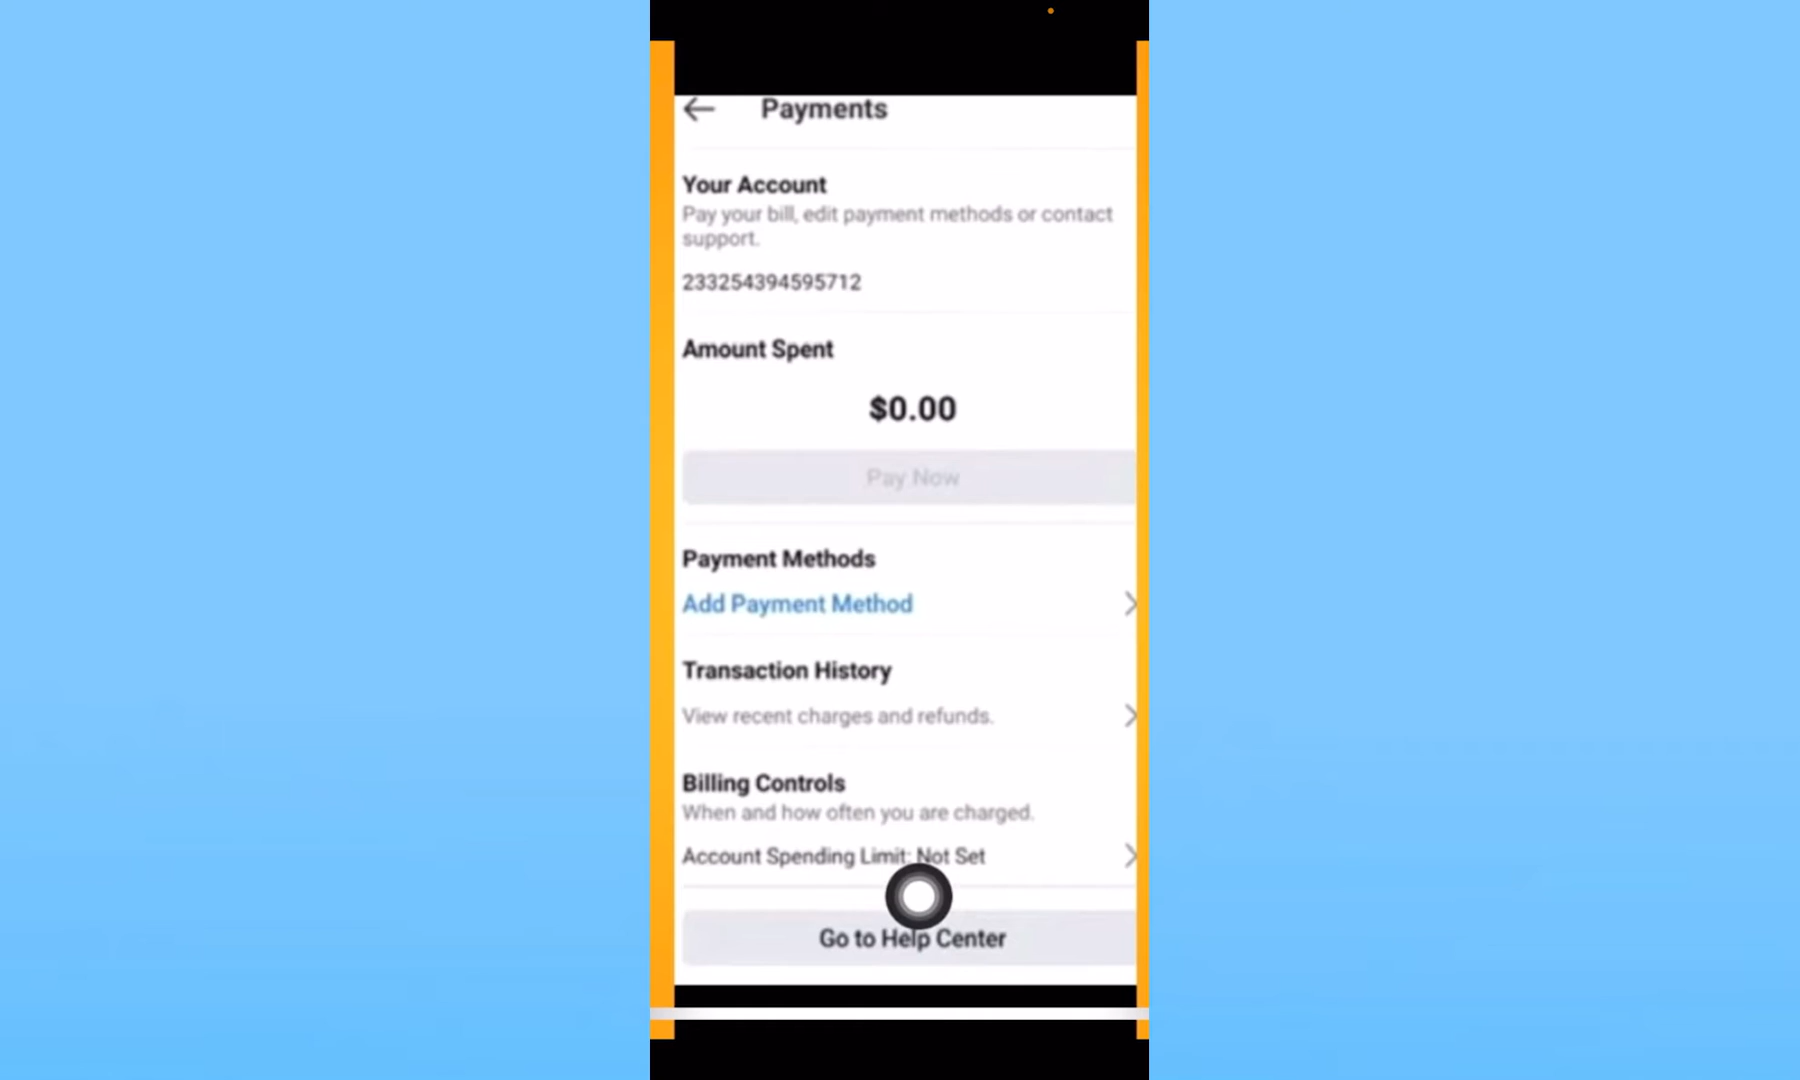 Payments
Your Account
Pay your bill, edit payment methods or contact
support.
233254394595712
Amount Spent
$0.00
Pay Now
Payment Methods
Add Payment Method
Transaction History
View recent charges and refunds.
Billing Controls
When and how often you are charged.
Account Spending Limit: Not Set
Go to Help Center